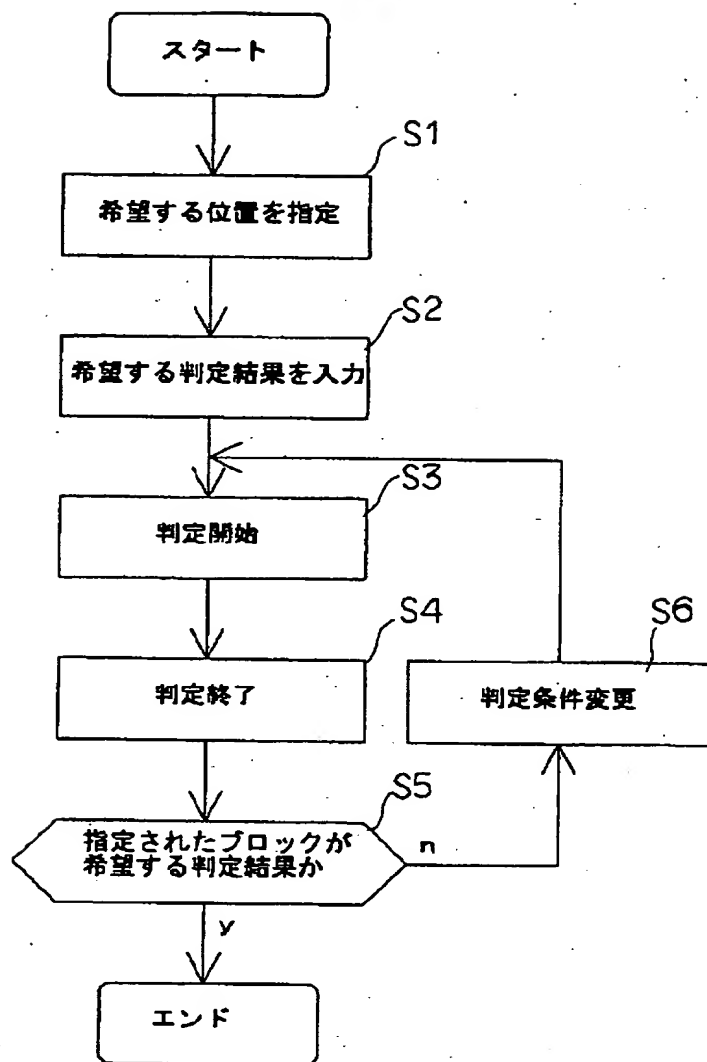 スタート
S1
希望する位置を指定
S2
希望する判定結果を入力
S3
判定開始
S4
判定終了
S6
判定条件変更
S5
指定されたブロックが
希望する判定結果か
n
y
エンド